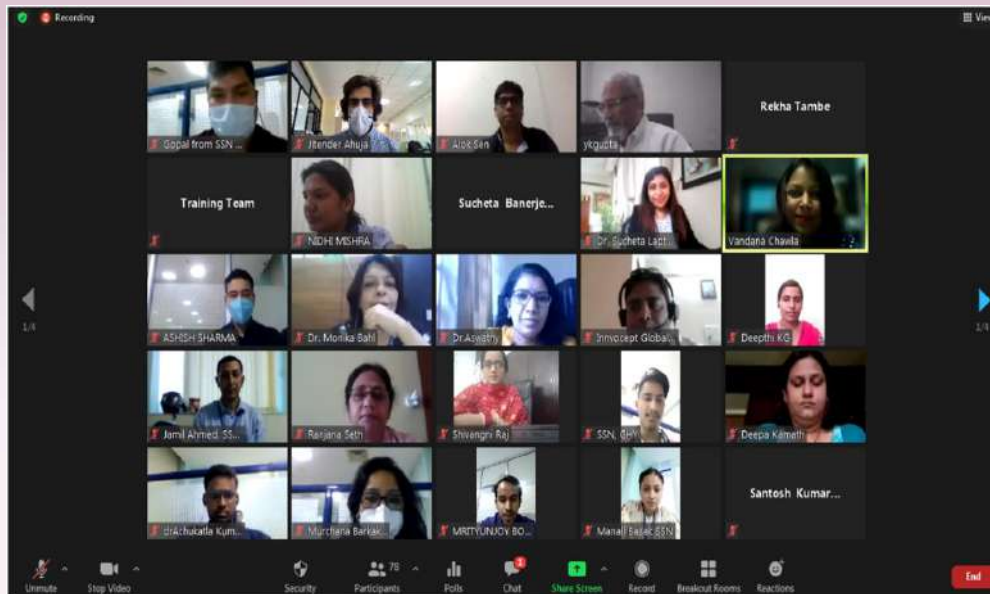 Recording
View
Gopal from SSN ...
Jitender Ahuja
Alok Sen
ykgupta
Rekha Tambe
Training Team
NIDHI MISHRA
Sucheta Banerje...
Dr. Sucheta Lapt...
Vandana Chawla
1/4
ASHISH SHARMA
Dr. Monika Bahl
Dr.Aswathy
Innvocept Global...
Deepthi KG
1/4
Jamil Ahmed, SS...
Ranjana Seth
Shivangni Raj
SSN, GHY
Deepa Kamath
drAchukatla Kum...
Murchana Barkak...
MRITYUNJOY BO...
Manali Basak SSN
Santosh Kumar...
78
1
Unmute
Stop Video
Security
Participants
Polls
Chat
Share Screen
Record
Breakout Rooms
Reactions
End